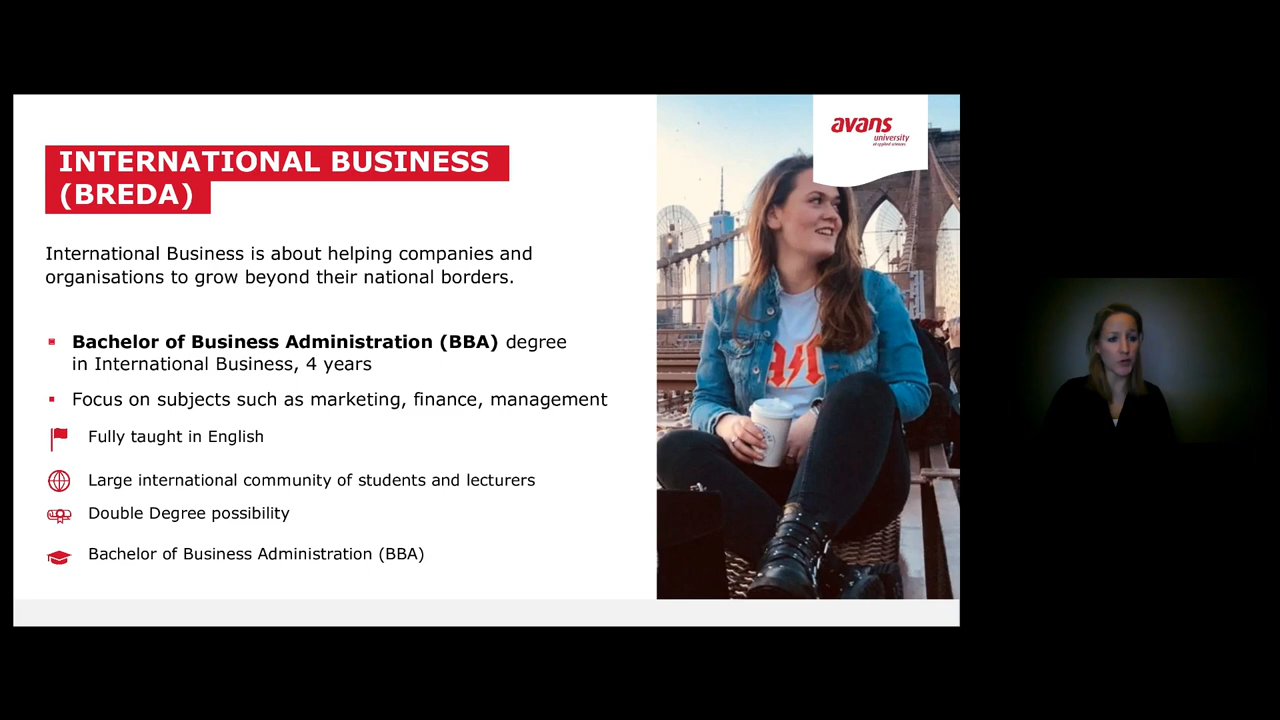 avans
university
of applied sciences
INTERNATIONAL BUSINESS
(BREDA)
International Business is about helping companies and
organisations to grow beyond their national borders.
Bachelor of Business Administration (BBA) degree
in International Business, 4 years
Focus on subjects such as marketing, finance, management
Fully taught in English
Large international community of students and lecturers
Double Degree possibility
Bachelor of Business Administration (BBA)